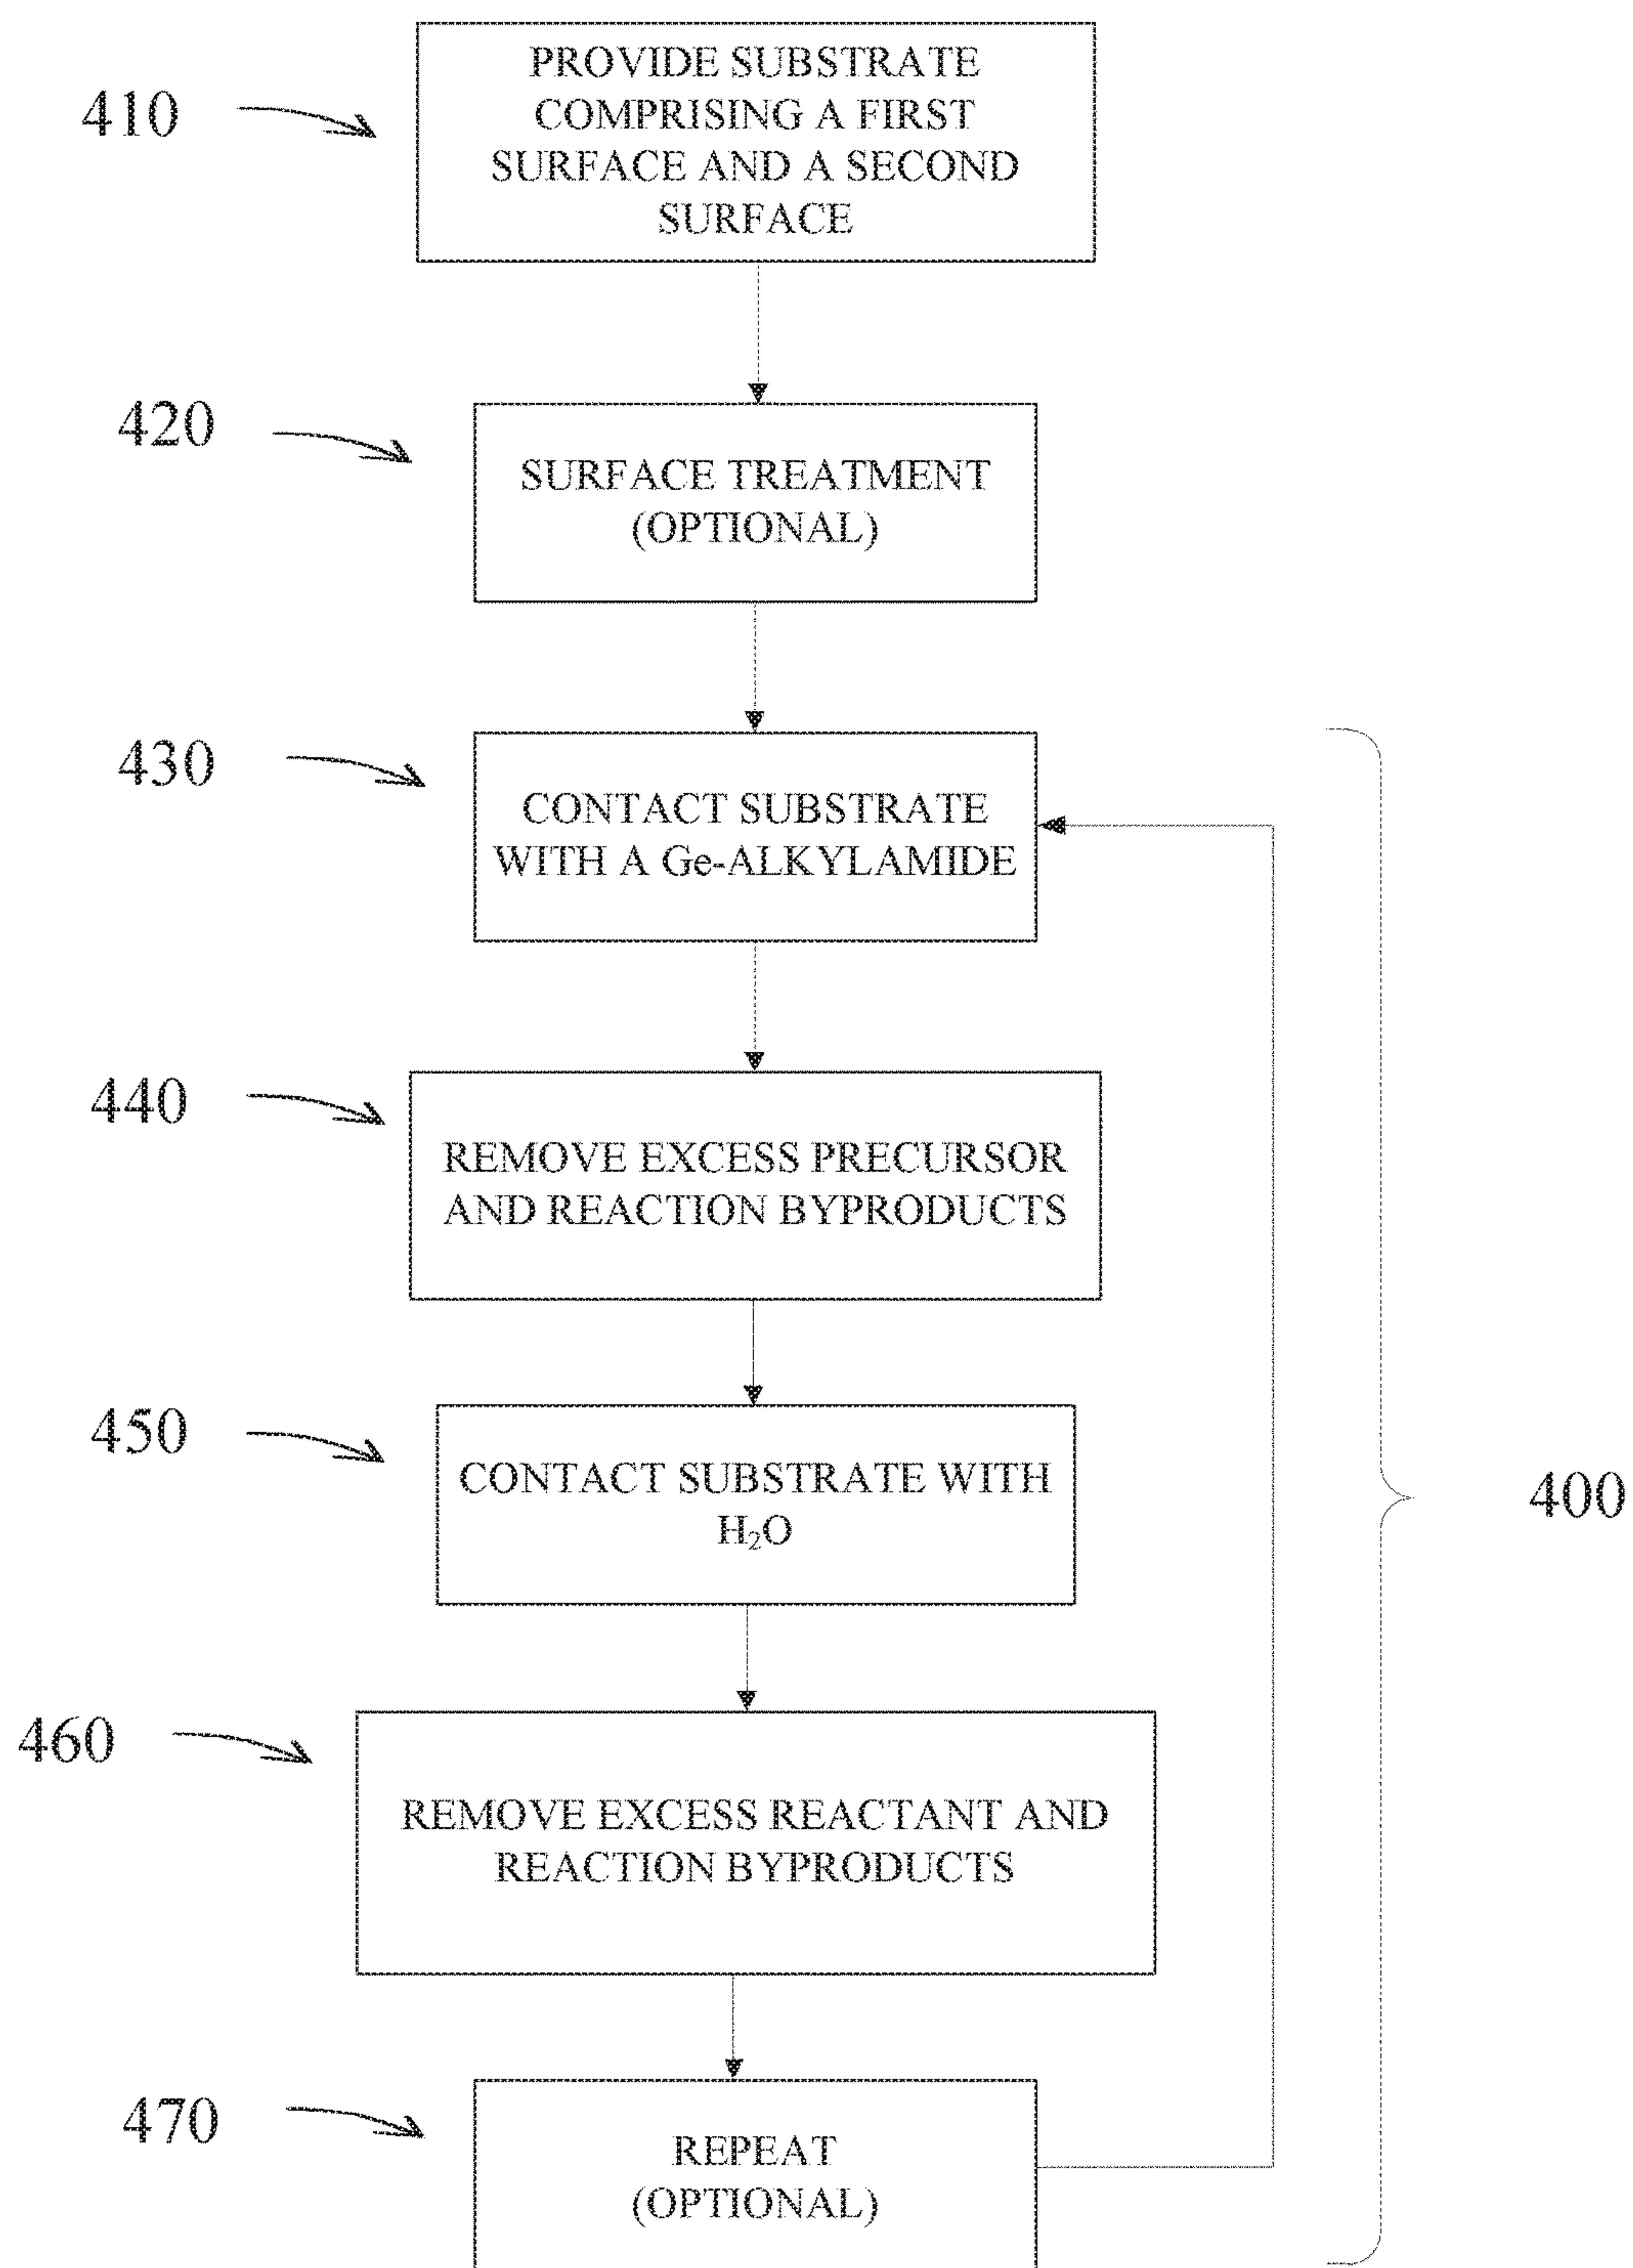 410
PROVIDE SUBSTRATE
COMPRISING A FIRST
SURFACE AND A SECOND
SURFACE
420
SURFACE TREATMENT
(OPTIONAL)
430
CONTACT SUBSTRATE
WITH A Ge-ALKYLAMIDE
440
REMOVE EXCESS PRECURSOR
AND REACTION BYPRODUCTS
450
CONTACT SUBSTRATE WITH
H₂O
400
460
REMOVE EXCESS REACTANT AND
REACTION BYPRODUCTS
470
REPEAT
(OPTIONAL)